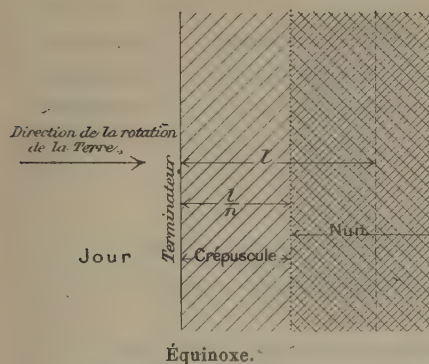 Direction de la rotation
de la Terre.
Terminateur
l
l
n
Nuit
Jour
Crépuscule
Équinoxe.